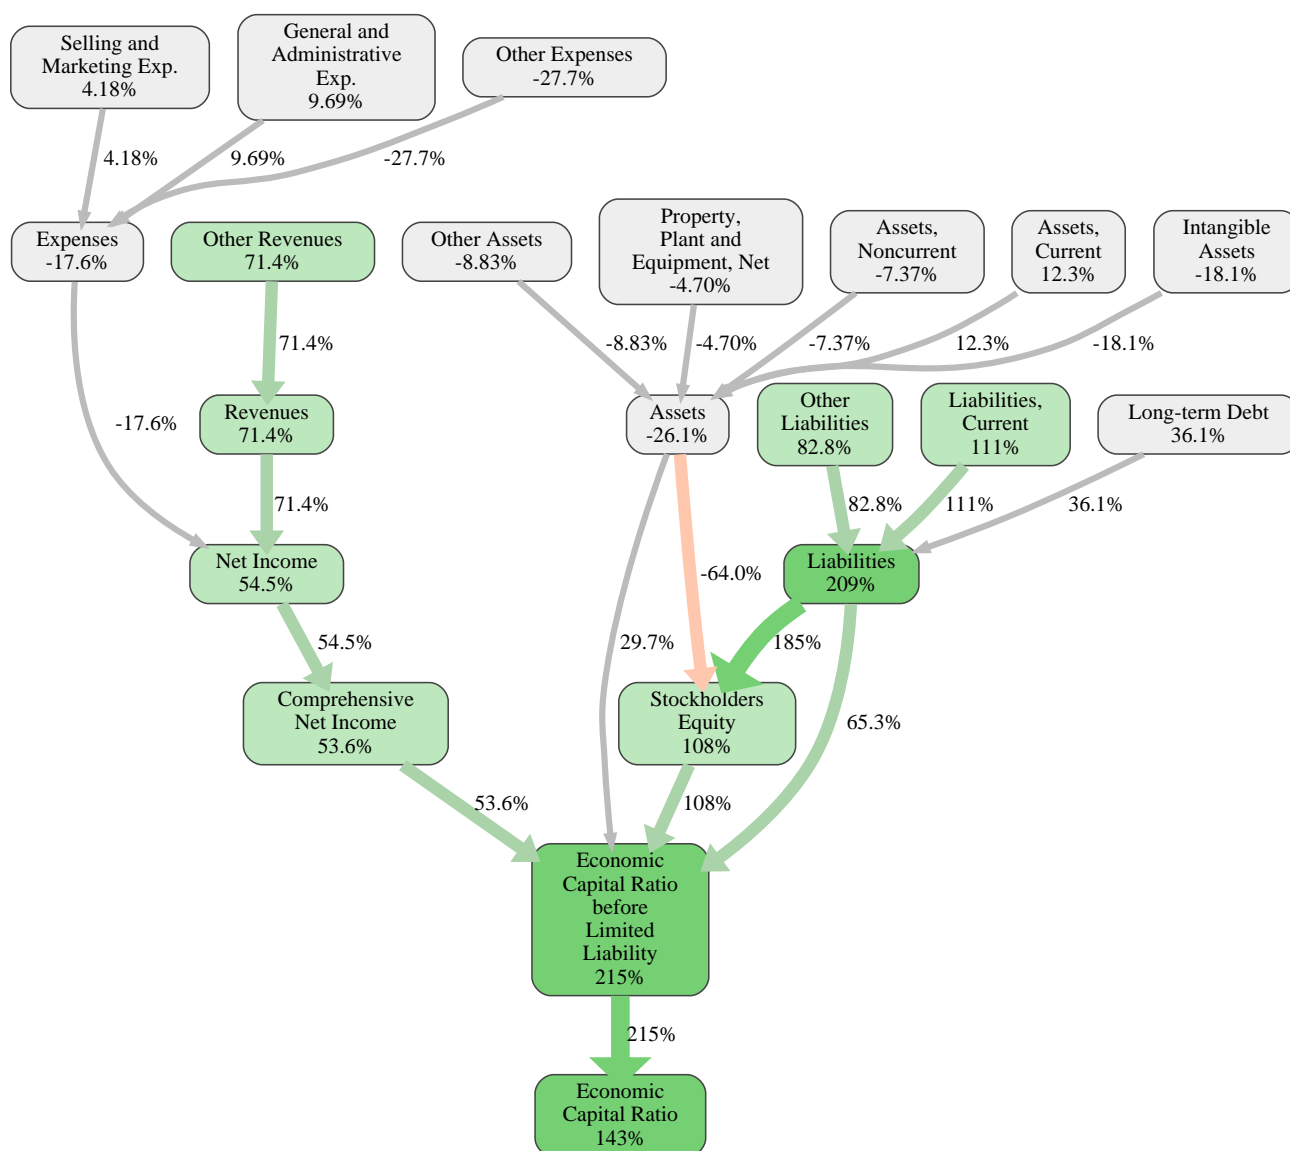 Selling and
Marketing Exp.
4.18%
General and
Administrative
Exp.
9.69%
Other Expenses
-27.7%
4.18%
9.69%
-27.7%
Expenses
-17.6%
Other Revenues
71.4%
Other Assets
-8.83%
Property,
Plant and
Equipment, Net
-4.70%
Assets,
Noncurrent
-7.37%
Assets,
Current
12.3%
Intangible
Assets
-18.1%
71.4%
-8.83%
-4.70%
-7.37%
12.3%
-18.1%
-17.6%
Revenues
71.4%
Assets
-26.1%
Other
Liabilities
82.8%
Liabilities,
Current
111%
Long-term Debt
36.1%
71.4%
82.8%
111%
36.1%
Net Income
54.5%
-64.0%
Liabilities
209%
54.5%
29.7%
185%
Comprehensive
Net Income
53.6%
Stockholders
Equity
108%
65.3%
53.6%
108%
Economic
Capital Ratio
before
Limited
Liability
215%
215%
Economic
Capital Ratio
143%